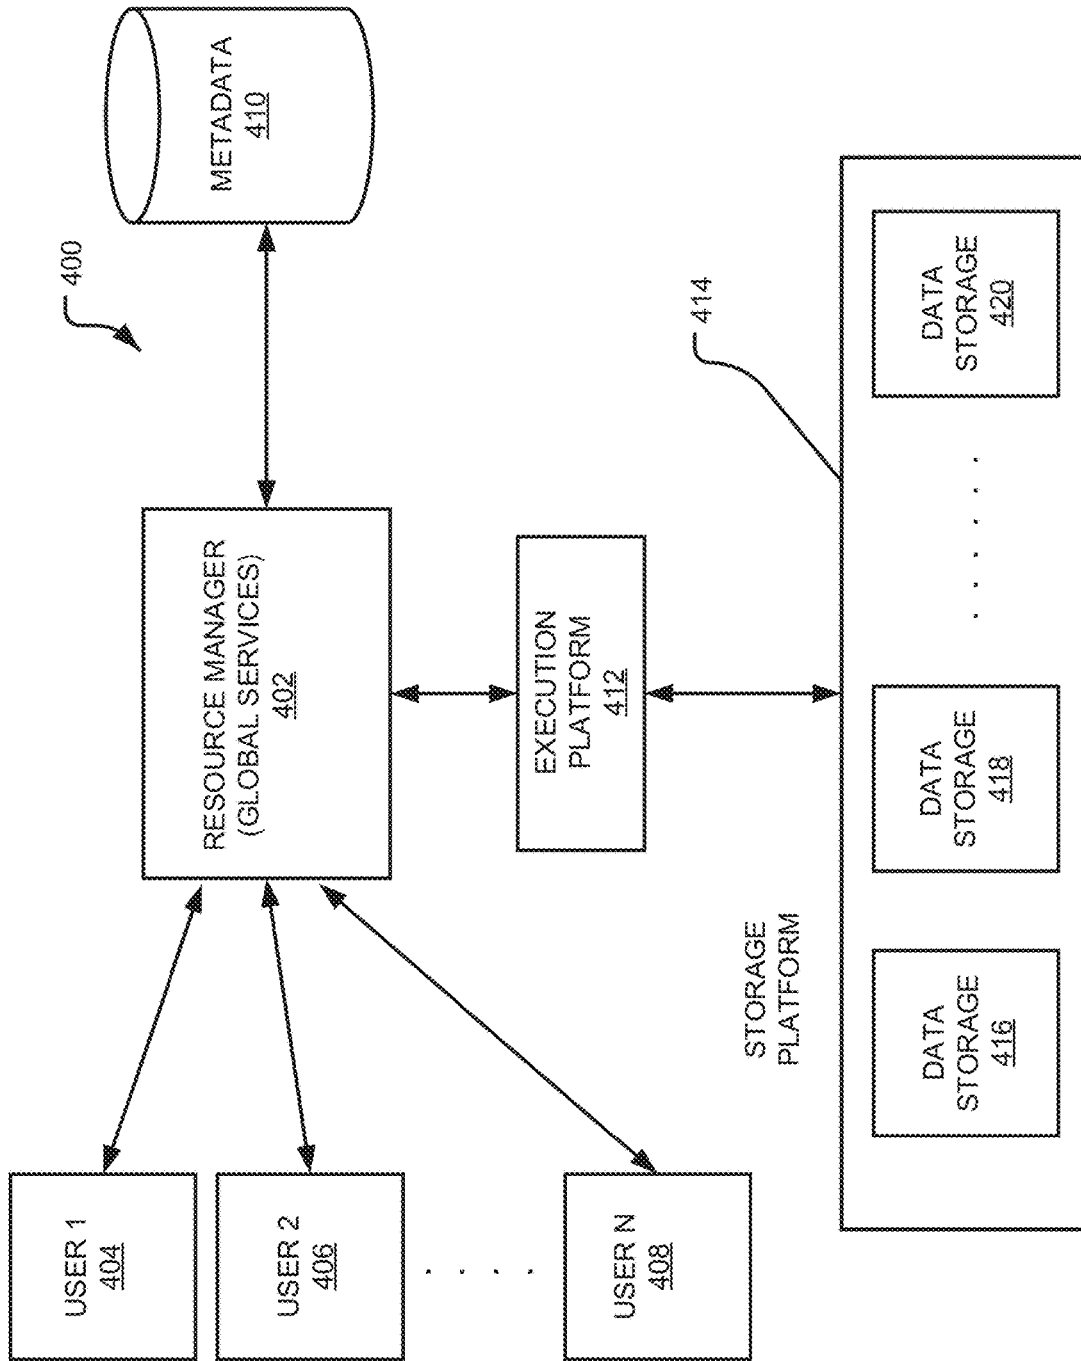 400
USER 1
404
USER 2
406
USER N
408
RESOURCE MANAGER
(GLOBAL SERVICES)
402
METADATA
410
EXECUTION
PLATFORM
412
STORAGE
PLATFORM
414
DATA
STORAGE
416
DATA
STORAGE
418
DATA
STORAGE
420